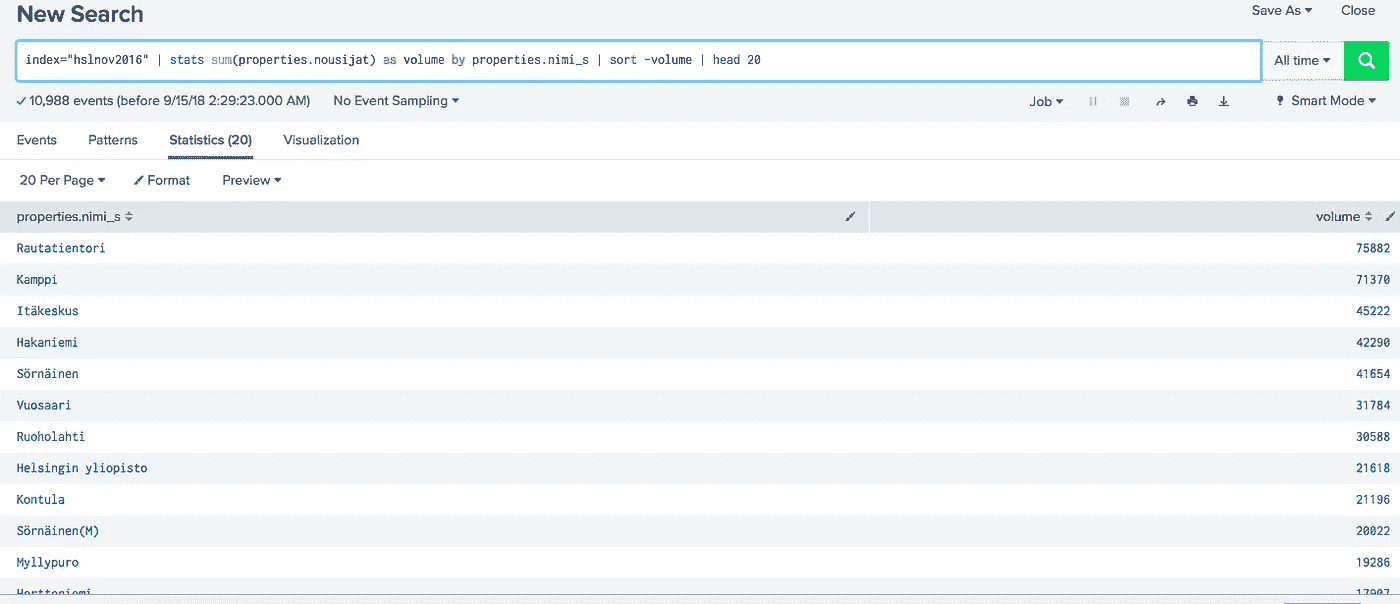 New Search
Save As Close
index="hslnov2016" | stats sum(properties.nousijat) as volume by properties.nimi_s | sort -volume | head 20
All time
10,988 events (before 9/15/18 2:29:23.000 AM) No Event Sampling
Job Smart Mode
Events Patterns Statistics (20) Visualization
20 Per Page Format Preview
properties.nimi_s volume
Rautatientori 75882
Kamppi 71370
Itäkeskus 45222
Hakaniemi 42290
Sörnäinen 41654
Vuosaari 31784
Ruoholahti 30588
Helsingin yliopisto 21618
Kontula 21196
Sörnäinen(M) 20022
Myllypuro 19286
Herttoniemi 17907